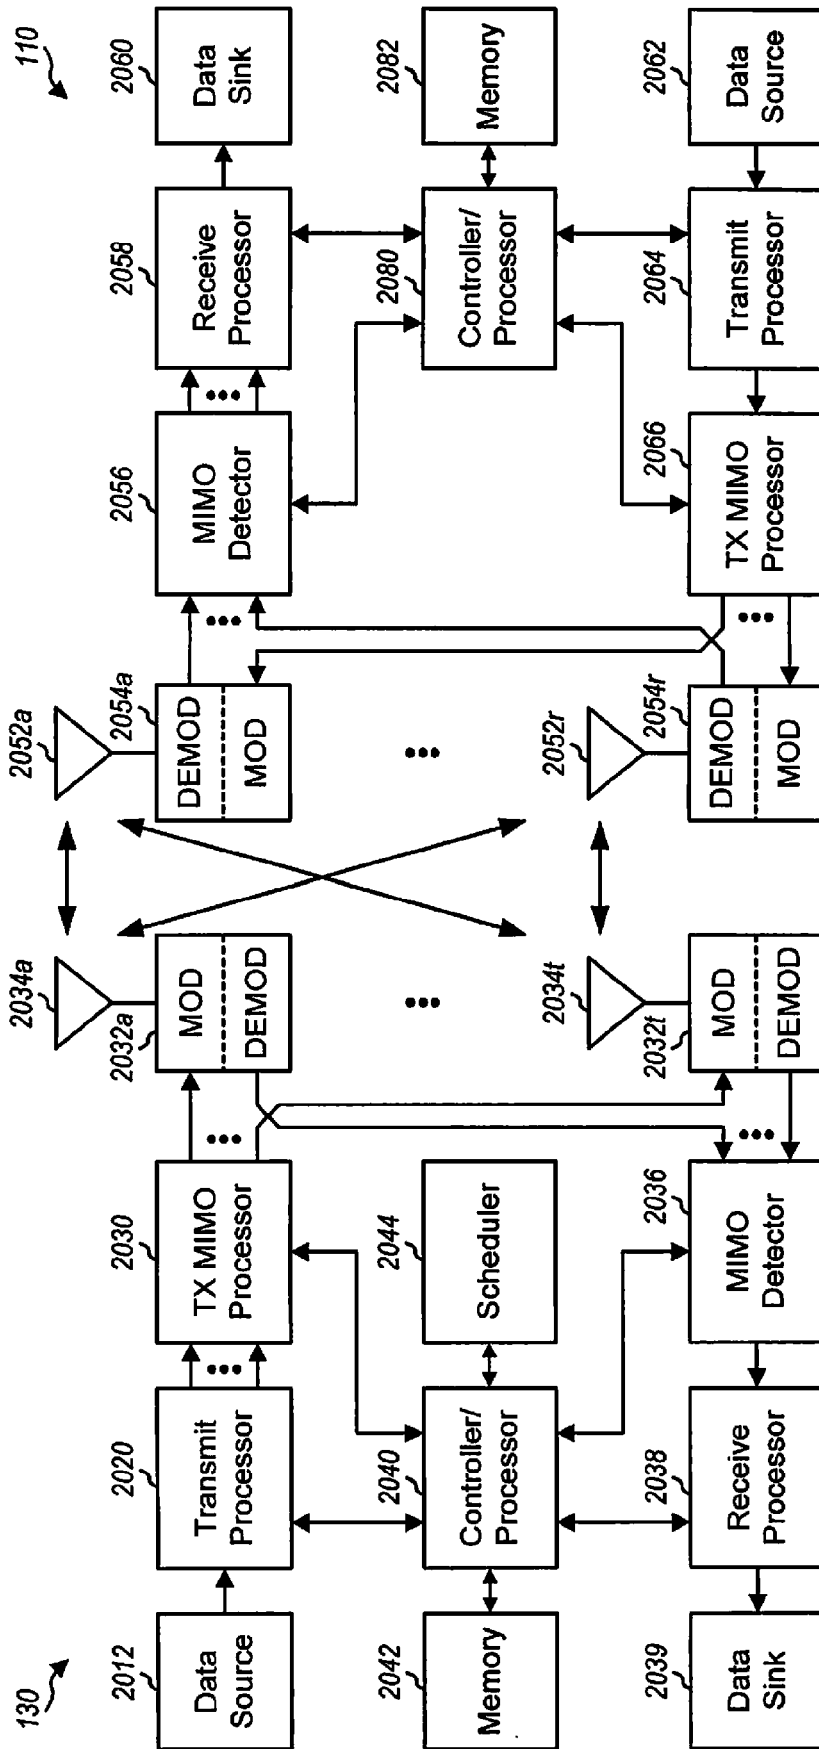 130
110
2012
Data
Source
2020
Transmit
Processor
•••
2030
TX MIMO
Processor
•••
2032a
MOD
DEMOD
2034a
2052a
2054a
DEMOD
MOD
•••
2056
MIMO
Detector
•••
2058
Receive
Processor
2060
Data
Sink
2042
Memory
2040
Controller/
Processor
2044
Scheduler
•••
•••
2080
Controller/
Processor
2082
Memory
2039
Data
Sink
2038
Receive
Processor
2036
MIMO
Detector
•••
2032t
MOD
DEMOD
2034t
2052r
2054r
DEMOD
MOD
•••
2066
TX MIMO
Processor
2064
Transmit
Processor
2062
Data
Source